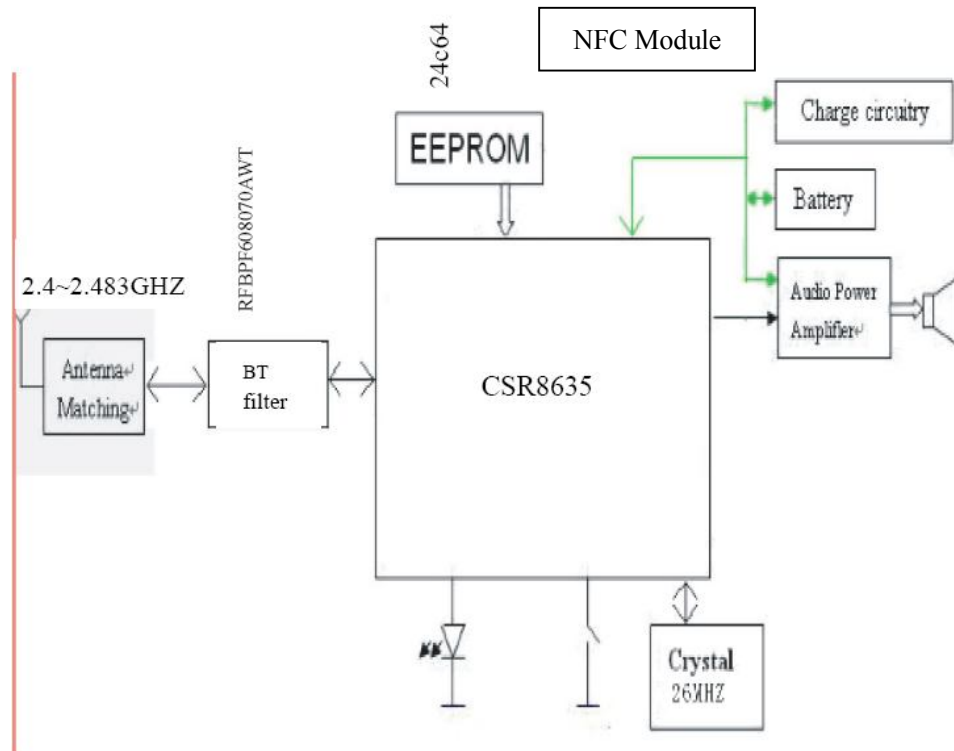 24c64
NFC Module
Charge circuitry
EEPROM
RFBPF608070AWT
Battery
2.4~2.483GHZ
Audio Power
Amplifier↵
Antenna↵
Matching↵
BT
filter
CSR8635
Crystal
26MHZ